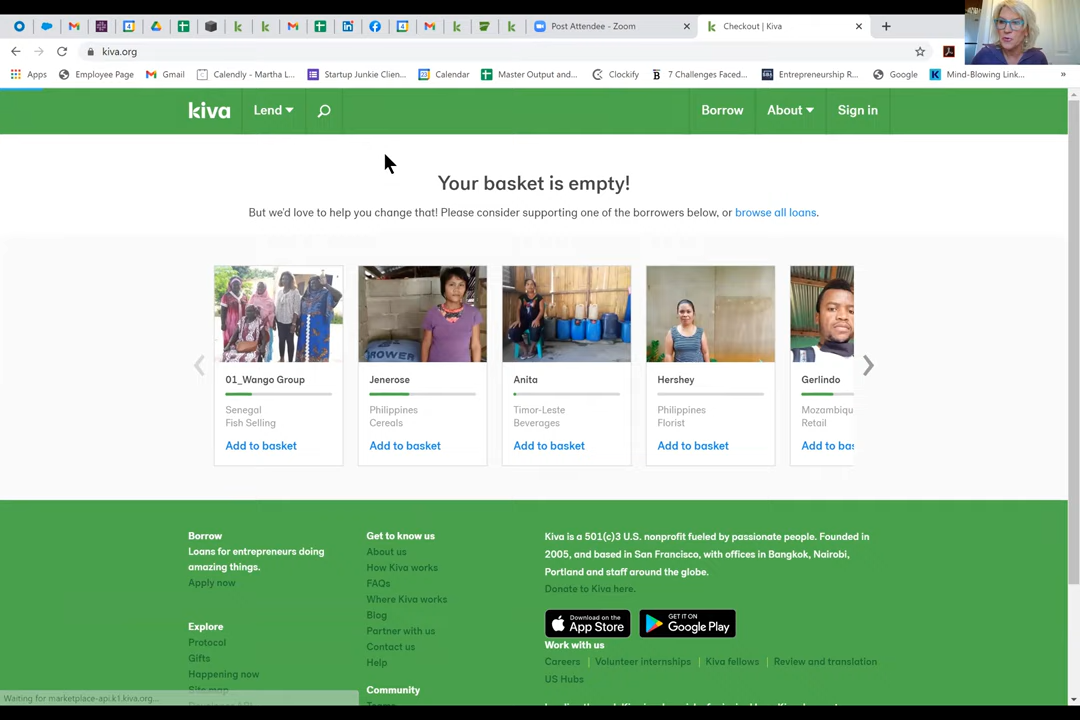 Post Attendee - Zoom
Checkout | Kiva
kiva.org
Apps
Employee Page
Gmail
Calendly - Martha L...
Startup Junkie Clien...
Calendar
Master Output and...
Clockify
7 Challenges Faced...
Entrepreneurship R...
Google
Mind-Blowing Link...
»
kiva
Lend
Borrow
About
Sign in
Your basket is empty!
But we'd love to help you change that! Please consider supporting one of the borrowers below, or browse all loans.
01_Wango Group
Senegal
Fish Selling
Add to basket
Jenerose
Philippines
Cereals
Add to basket
Anita
Timor-Leste
Beverages
Add to basket
Hershey
Philippines
Florist
Add to basket
Gerlindo
Mozambiqu
Retail
Add to bas
Borrow
Loans for entrepreneurs doing
amazing things.
Apply now
Explore
Protocol
Gifts
Happening now
Site map
Get to know us
About us
How Kiva works
FAQs
Where Kiva works
Blog
Partner with us
Contact us
Help
Community
Kiva is a 501(c)3 U.S. nonprofit fueled by passionate people. Founded in
2005, and based in San Francisco, with offices in Bangkok, Nairobi,
Portland and staff around the globe.
Donate to Kiva here.
Download on the
App Store
GET IT ON
Google Play
Work with us
Careers | Volunteer internships | Kiva fellows | Review and translation
US Hubs
Waiting for marketplace-api.k1.kiva.org...